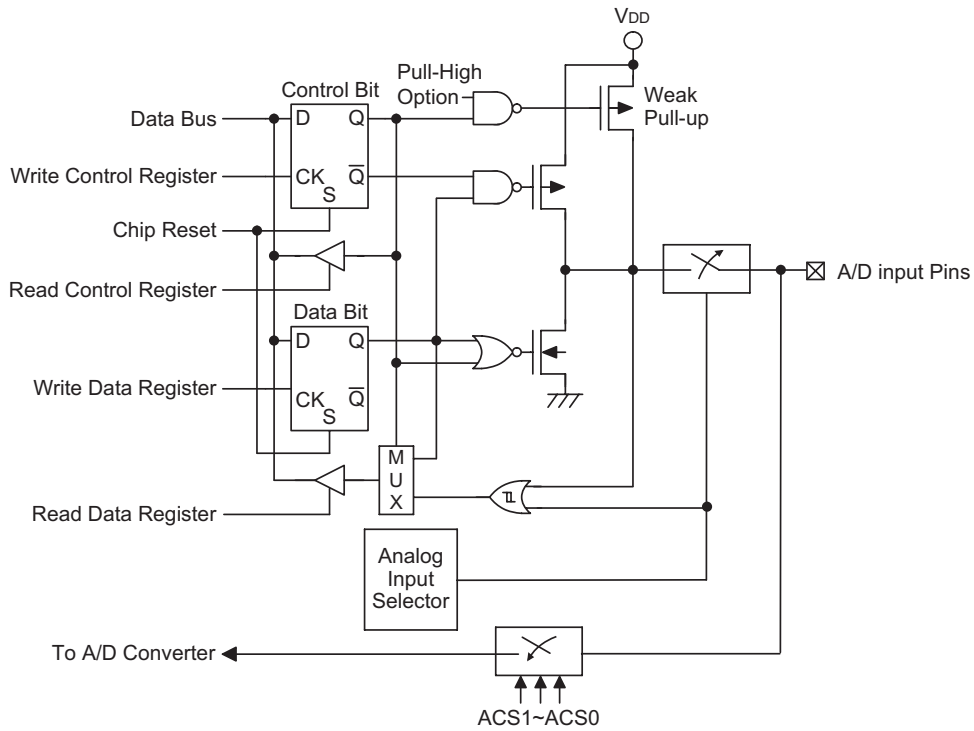 VDD
Pull-High
Option
Weak
Pull-up
Control Bit
Data Bus
D
Q
Write Control Register
CK
Q̅
S
Chip Reset
Read Control Register
A/D input Pins
Data Bit
D
Q
Write Data Register
CK
Q̅
S
M
U
X
Read Data Register
Analog
Input
Selector
To A/D Converter
ACS1~ACS0